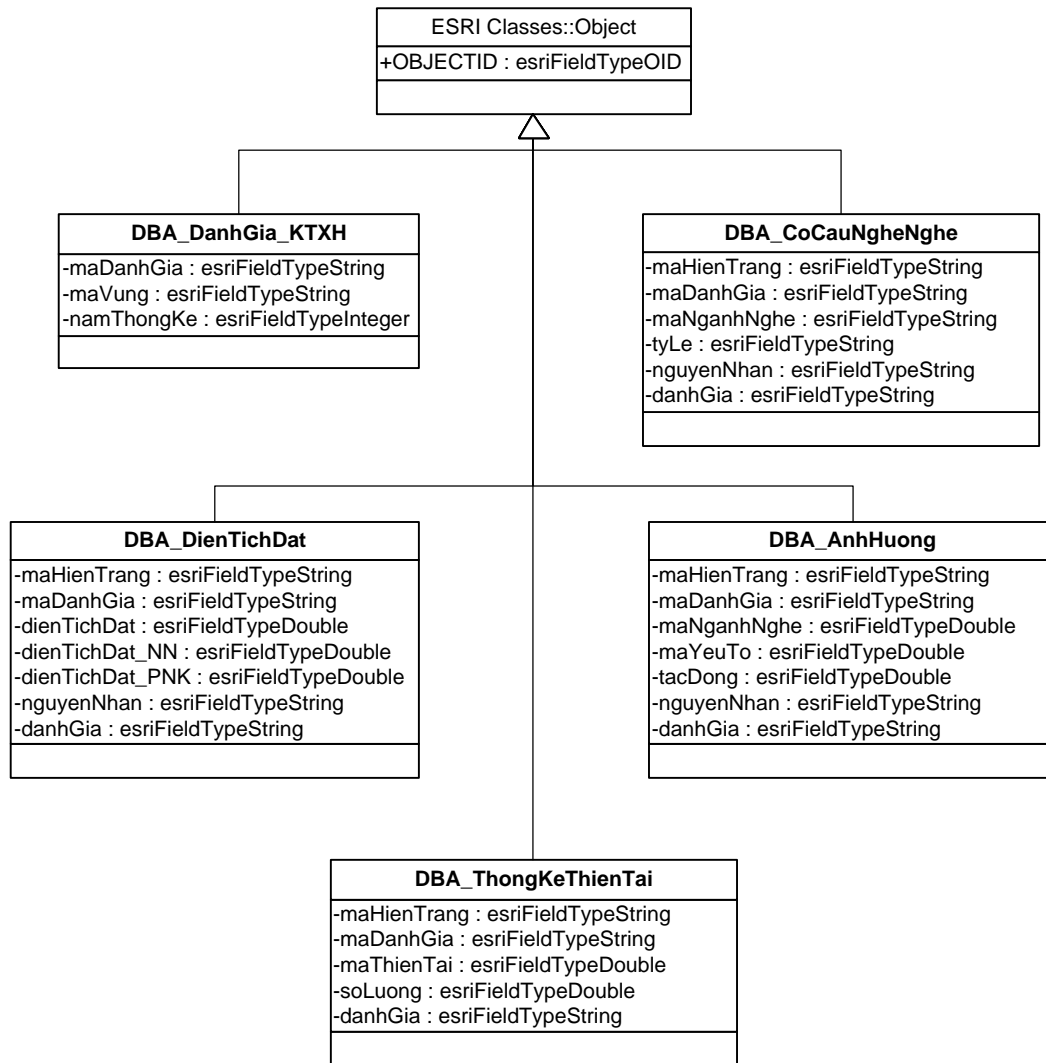 ESRI Classes::Object
+OBJECTID : esriFieldTypeOID
DBA_DanhGia_KTXH
-maDanhGia : esriFieldTypeString
-maVung : esriFieldTypeString
-namThongKe : esriFieldTypeInteger
DBA_CoCauNgheNghe
-maHienTrang : esriFieldTypeString
-maDanhGia : esriFieldTypeString
-maNganhNghe : esriFieldTypeString
-tyLe : esriFieldTypeString
-nguyenNhan : esriFieldTypeString
-danhGia : esriFieldTypeString
DBA_DienTichDat
-maHienTrang : esriFieldTypeString
-maDanhGia : esriFieldTypeString
-dienTichDat : esriFieldTypeDouble
-dienTichDat_NN : esriFieldTypeDouble
-dienTichDat_PNK : esriFieldTypeDouble
-nguyenNhan : esriFieldTypeString
-danhGia : esriFieldTypeString
DBA_AnhHuong
-maHienTrang : esriFieldTypeString
-maDanhGia : esriFieldTypeString
-maNganhNghe : esriFieldTypeDouble
-maYeuTo : esriFieldTypeDouble
-tacDong : esriFieldTypeDouble
-nguyenNhan : esriFieldTypeString
-danhGia : esriFieldTypeString
DBA_ThongKeThienTai
-maHienTrang : esriFieldTypeString
-maDanhGia : esriFieldTypeString
-maThienTai : esriFieldTypeDouble
-soLuong : esriFieldTypeDouble
-danhGia : esriFieldTypeString